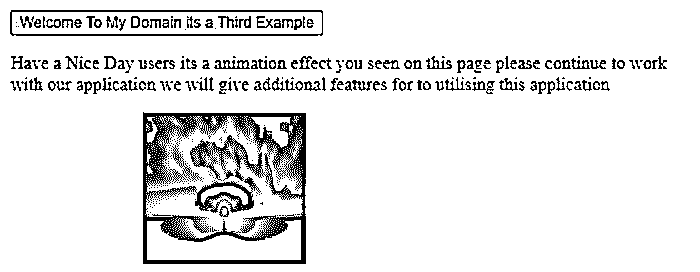 Welcome To My Domain its a Third Example
Have a Nice Day users its a animation effect you seen on this page please continue to work
with our application we will give additional features for to utilising this application